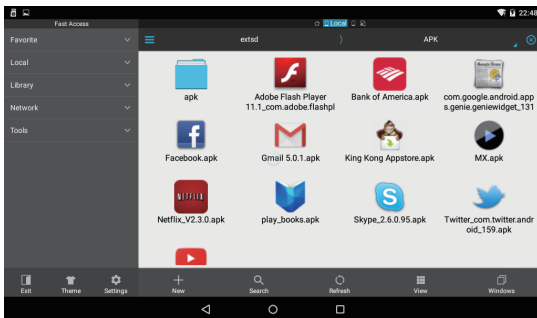 22:48
Fast Access
Local
Favorite
extsd
APK
Local
Library
Network
Tools
apk
Adobe Flash Player
11.1_com.adobe.flashpl
Bank of America.apk
com.google.android.app
s.genie.geniewidget_131
Facebook.apk
Gmail 5.0.1.apk
King Kong Appstore.apk
MX.apk
NETFLIX
Netflix_V2.3.0.apk
play_books.apk
Skype_2.6.0.95.apk
Twitter_com.twitter.andr
oid_159.apk
Exit
Theme
Settings
New
Search
Refresh
View
Windows